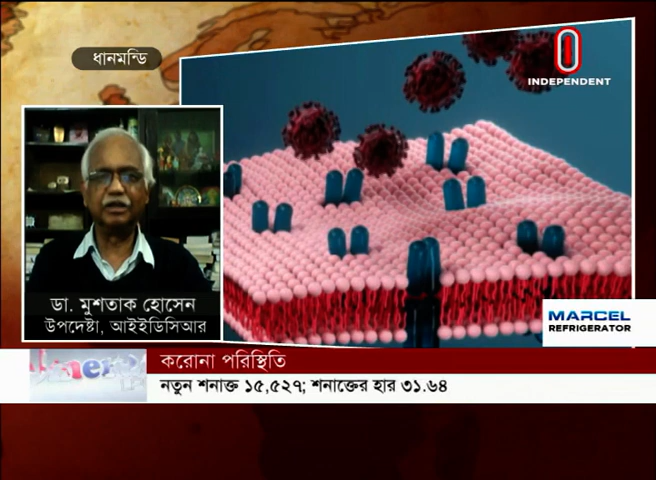 ধানমন্ডি
INDEPENDENT
ডা. মুশতাক হোসেন
উপদেষ্টা, আইইডিসিআর
MARCEL
REFRIGERATOR
করোনা পরিস্থিতি
নতুন শনাক্ত ১৫,৫২৭; শনাক্তের হার ৩১.৬৪